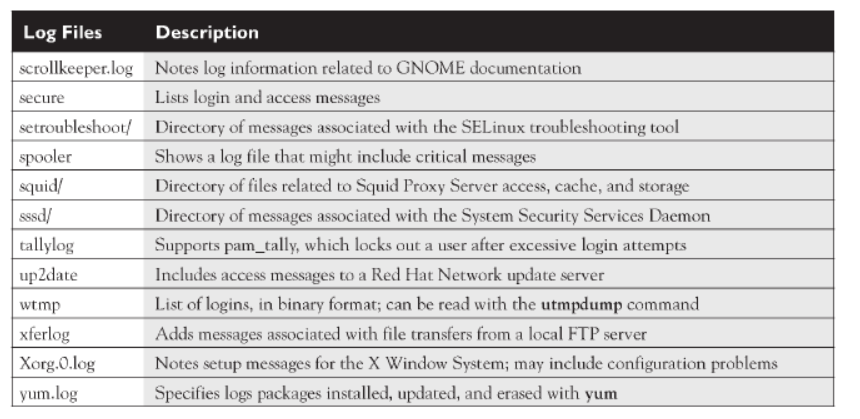 Log Files Description
scrollkeeper.log Notes log information related to GNOME documentation
secure Lists login and access messages
setroubleshoot/ Directory of messages associated with the SELinux troubleshooting tool
spooler Shows a log file that might include critical messages
squid/ Directory of files related to Squid Proxy Server access, cache, and storage
sssd/ Directory of messages associated with the System Security Services Daemon
tallylog Supports pam_tally, which locks out a user after excessive login attempts
up2date Includes access messages to a Red Hat Network update server
wtmp List of logins, in binary format; can be read with the utmpdump command
xferlog Adds messages associated with file transfers from a local FTP server
Xorg.0.log Notes setup messages for the X Window System; may include configuration problems
yum.log Specifies logs packages installed, updated, and erased with yum